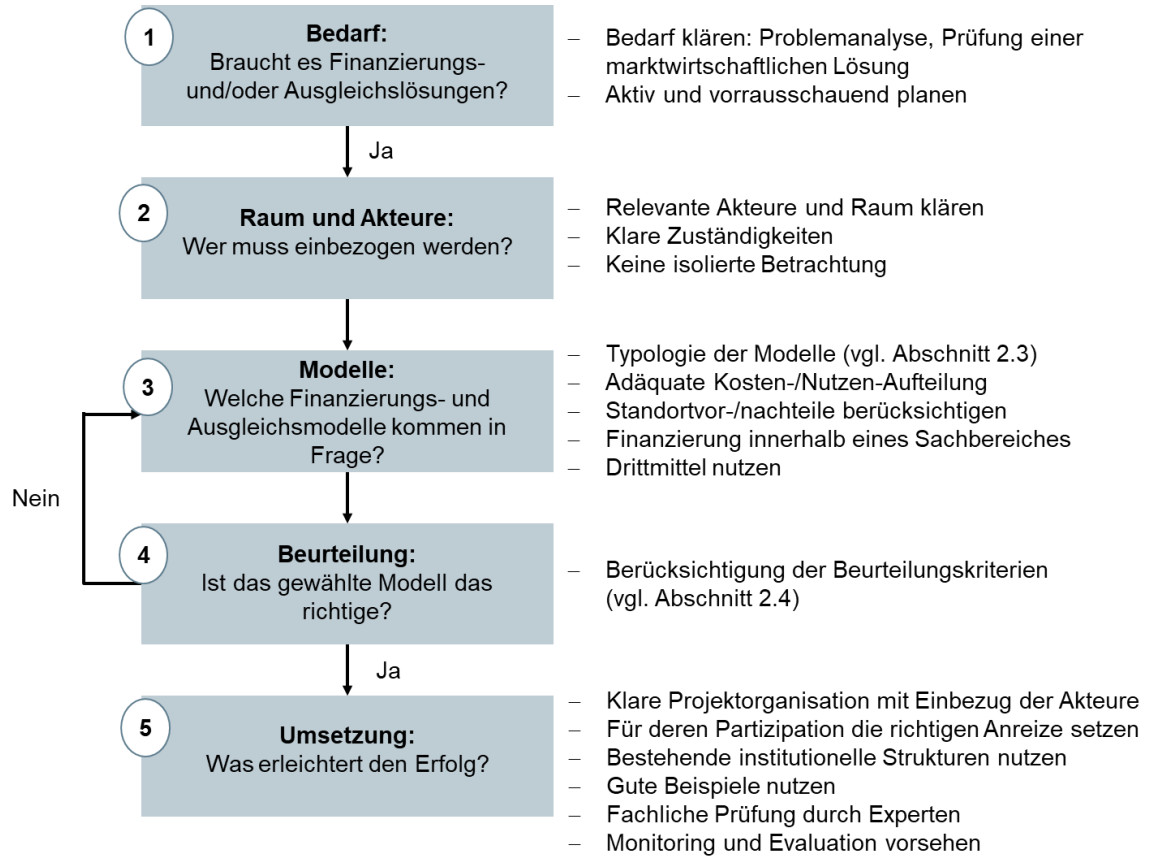 1
Bedarf:
Braucht es Finanzierungs-
und/oder Ausgleichslösungen?
– Bedarf klären: Problemanalyse, Prüfung einer
marktwirtschaftlichen Lösung
– Aktiv und vorrausschauend planen
Ja
2
Raum und Akteure:
Wer muss einbezogen werden?
– Relevante Akteure und Raum klären
– Klare Zuständigkeiten
– Keine isolierte Betrachtung
3
Modelle:
Welche Finanzierungs- und
Ausgleichsmodelle kommen in
Frage?
– Typologie der Modelle (vgl. Abschnitt 2.3)
– Adäquate Kosten-/Nutzen-Aufteilung
– Standortvor-/nachteile berücksichtigen
– Finanzierung innerhalb eines Sachbereiches
– Drittmittel nutzen
Nein
4
Beurteilung:
Ist das gewählte Modell das
richtige?
– Berücksichtigung der Beurteilungskriterien
(vgl. Abschnitt 2.4)
Ja
5
Umsetzung:
Was erleichtert den Erfolg?
– Klare Projektorganisation mit Einbezug der Akteure
– Für deren Partizipation die richtigen Anreize setzen
– Bestehende institutionelle Strukturen nutzen
– Gute Beispiele nutzen
– Fachliche Prüfung durch Experten
– Monitoring und Evaluation vorsehen